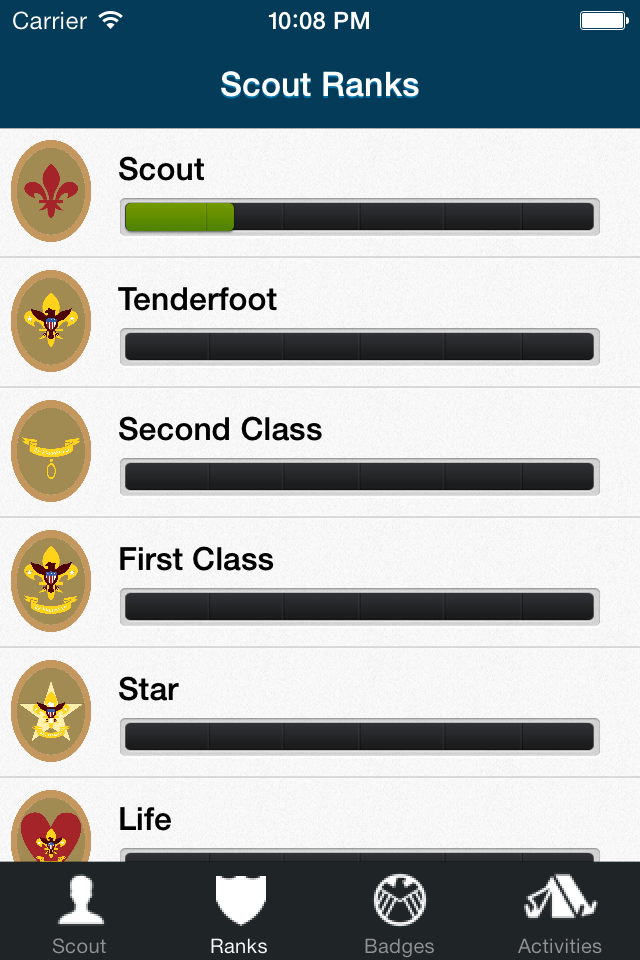 Carrier 10:08 PM
Scout Ranks
Scout
Tenderfoot
Second Class
First Class
Star
Life
Scout Ranks Badges Activities